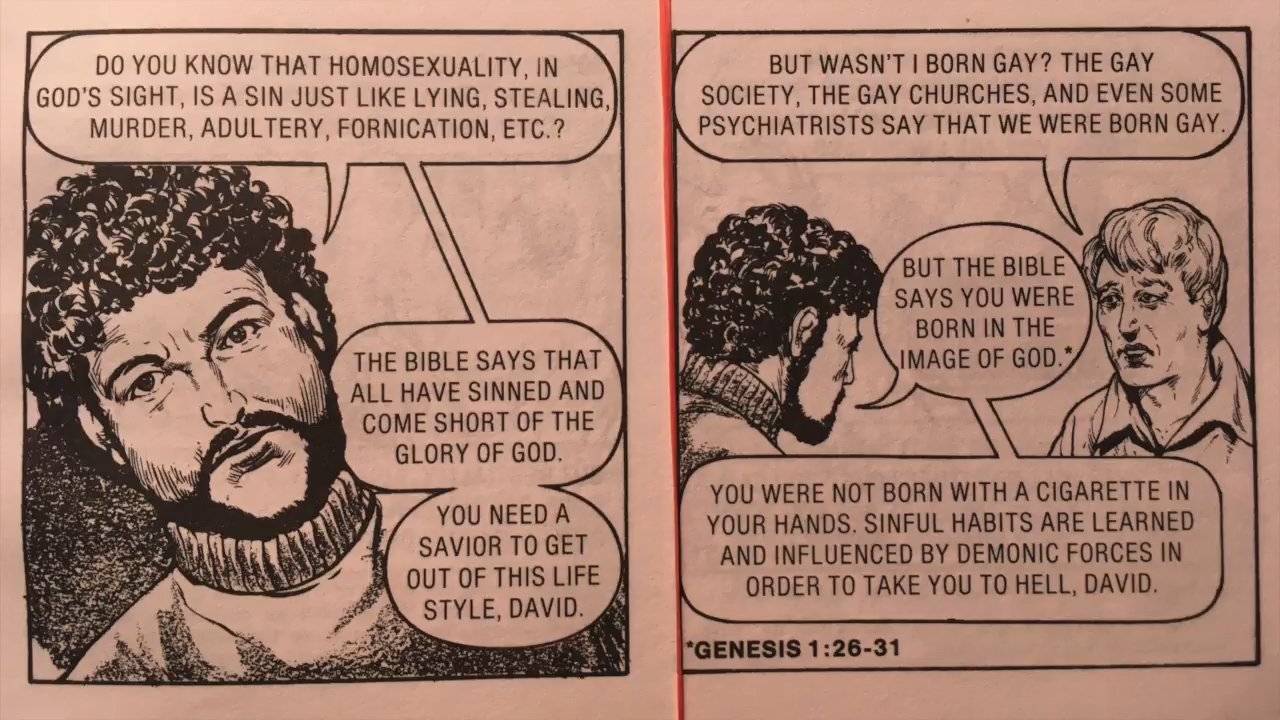 DO YOU KNOW THAT HOMOSEXUALITY, IN
GOD'S SIGHT, IS A SIN JUST LIKE LYING, STEALING,
MURDER, ADULTERY, FORNICATION, ETC.?
THE BIBLE SAYS THAT
ALL HAVE SINNED AND
COME SHORT OF THE
GLORY OF GOD.
YOU NEED A
SAVIOR TO GET
OUT OF THIS LIFE
STYLE, DAVID.
BUT WASN'T I BORN GAY? THE GAY
SOCIETY, THE GAY CHURCHES, AND EVEN SOME
PSYCHIATRISTS SAY THAT WE WERE BORN GAY.
BUT THE BIBLE
SAYS YOU WERE
BORN IN THE
IMAGE OF GOD.*
YOU WERE NOT BORN WITH A CIGARETTE IN
YOUR HANDS. SINFUL HABITS ARE LEARNED
AND INFLUENCED BY DEMONIC FORCES IN
ORDER TO TAKE YOU TO HELL, DAVID.
*GENESIS 1:26-31